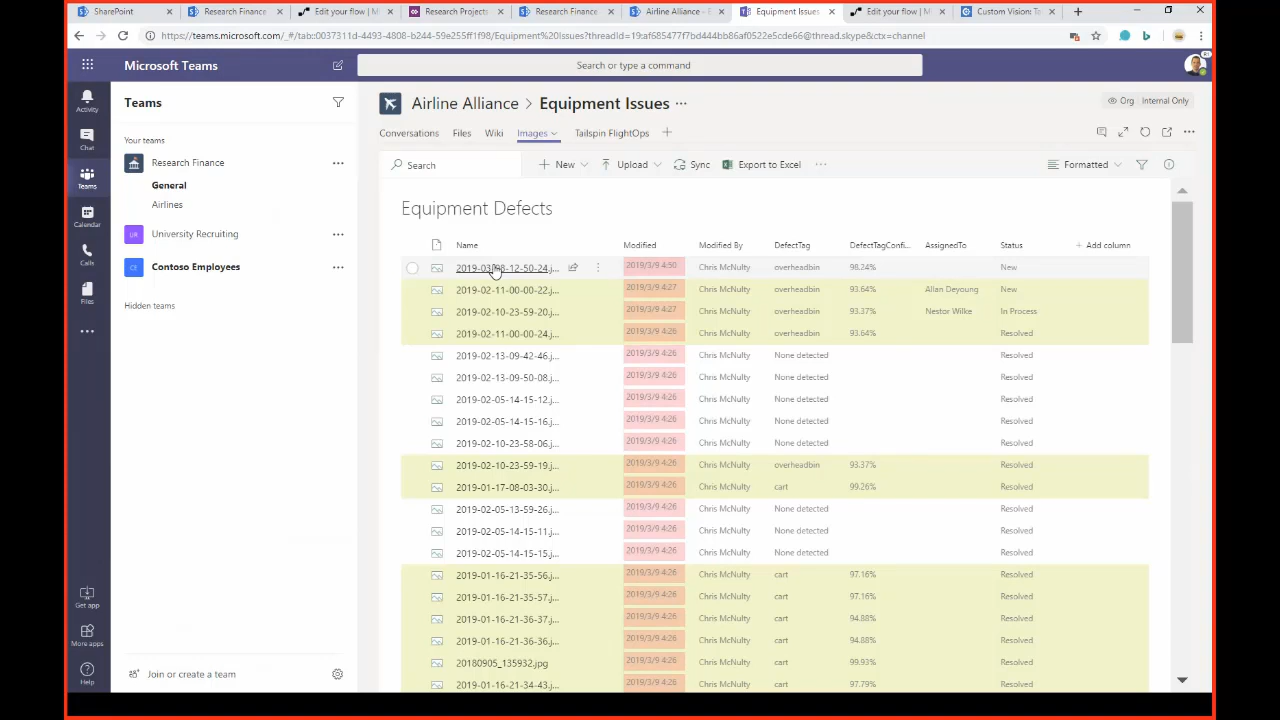 SharePoint
Research Finance
Edit your flow | M
Research Projects
Research Finance
Airline Alliance - E
Equipment Issues
Edit your flow | M
Custom Vision: Te
https://teams.microsoft.com/_#/tab:0037311d-4493-4808-b244-59e255ff1f98/Equipment%20Issues?threadId=19:af685477f7bd444bb86af0522e5cde66@thread.skype&ctx=channel
Microsoft Teams
Search or type a command
Activity
Chat
Teams
Calendar
Calls
Files
Get app
More apps
Help
Teams
Your teams
Research Finance
General
Airlines
UR University Recruiting
CE Contoso Employees
Hidden teams
Join or create a team
Airline Alliance > Equipment Issues ...
Org Internal Only
Conversations Files Wiki Images Tailspin FlightOps +
Search + New Upload Sync Export to Excel ... Formatted
Equipment Defects
Name Modified Modified By DefectTag DefectTagConfi... AssignedTo Status + Add column
2019-03-08-12-50-24.j... 2019/3/9 4:50 Chris McNulty overheadbin 98.24% New
2019-02-11-00-00-22.j... 2019/3/9 4:27 Chris McNulty overheadbin 93.64% Allan Deyoung New
2019-02-10-23-59-20.j... 2019/3/9 4:27 Chris McNulty overheadbin 93.37% Nestor Wilke In Process
2019-02-11-00-00-24.j... 2019/3/9 4:26 Chris McNulty overheadbin 93.64% Resolved
2019-02-13-09-42-46.j... 2019/3/9 4:26 Chris McNulty None detected Resolved
2019-02-13-09-50-08.j... 2019/3/9 4:26 Chris McNulty None detected Resolved
2019-02-05-14-15-12.j... 2019/3/9 4:26 Chris McNulty None detected Resolved
2019-02-05-14-15-16.j... 2019/3/9 4:26 Chris McNulty None detected Resolved
2019-02-10-23-58-06.j... 2019/3/9 4:26 Chris McNulty None detected Resolved
2019-02-10-23-59-19.j... 2019/3/9 4:26 Chris McNulty overheadbin 93.37% Resolved
2019-01-17-08-03-30.j... 2019/3/9 4:26 Chris McNulty cart 99.26% Resolved
2019-02-05-13-59-26.j... 2019/3/9 4:26 Chris McNulty None detected Resolved
2019-02-05-14-15-11.j... 2019/3/9 4:26 Chris McNulty None detected Resolved
2019-02-05-14-15-15.j... 2019/3/9 4:26 Chris McNulty None detected Resolved
2019-01-16-21-35-56.j... 2019/3/9 4:26 Chris McNulty cart 97.16% Resolved
2019-01-16-21-35-57.j... 2019/3/9 4:26 Chris McNulty cart 97.16% Resolved
2019-01-16-21-36-37.j... 2019/3/9 4:26 Chris McNulty cart 94.88% Resolved
2019-01-16-21-36-36.j... 2019/3/9 4:26 Chris McNulty cart 94.88% Resolved
20180905_135932.jpg 2019/3/9 4:26 Chris McNulty cart 99.93% Resolved
2019-01-16-21-34-43.j... 2019/3/9 4:26 Chris McNulty cart 97.79% Resolved